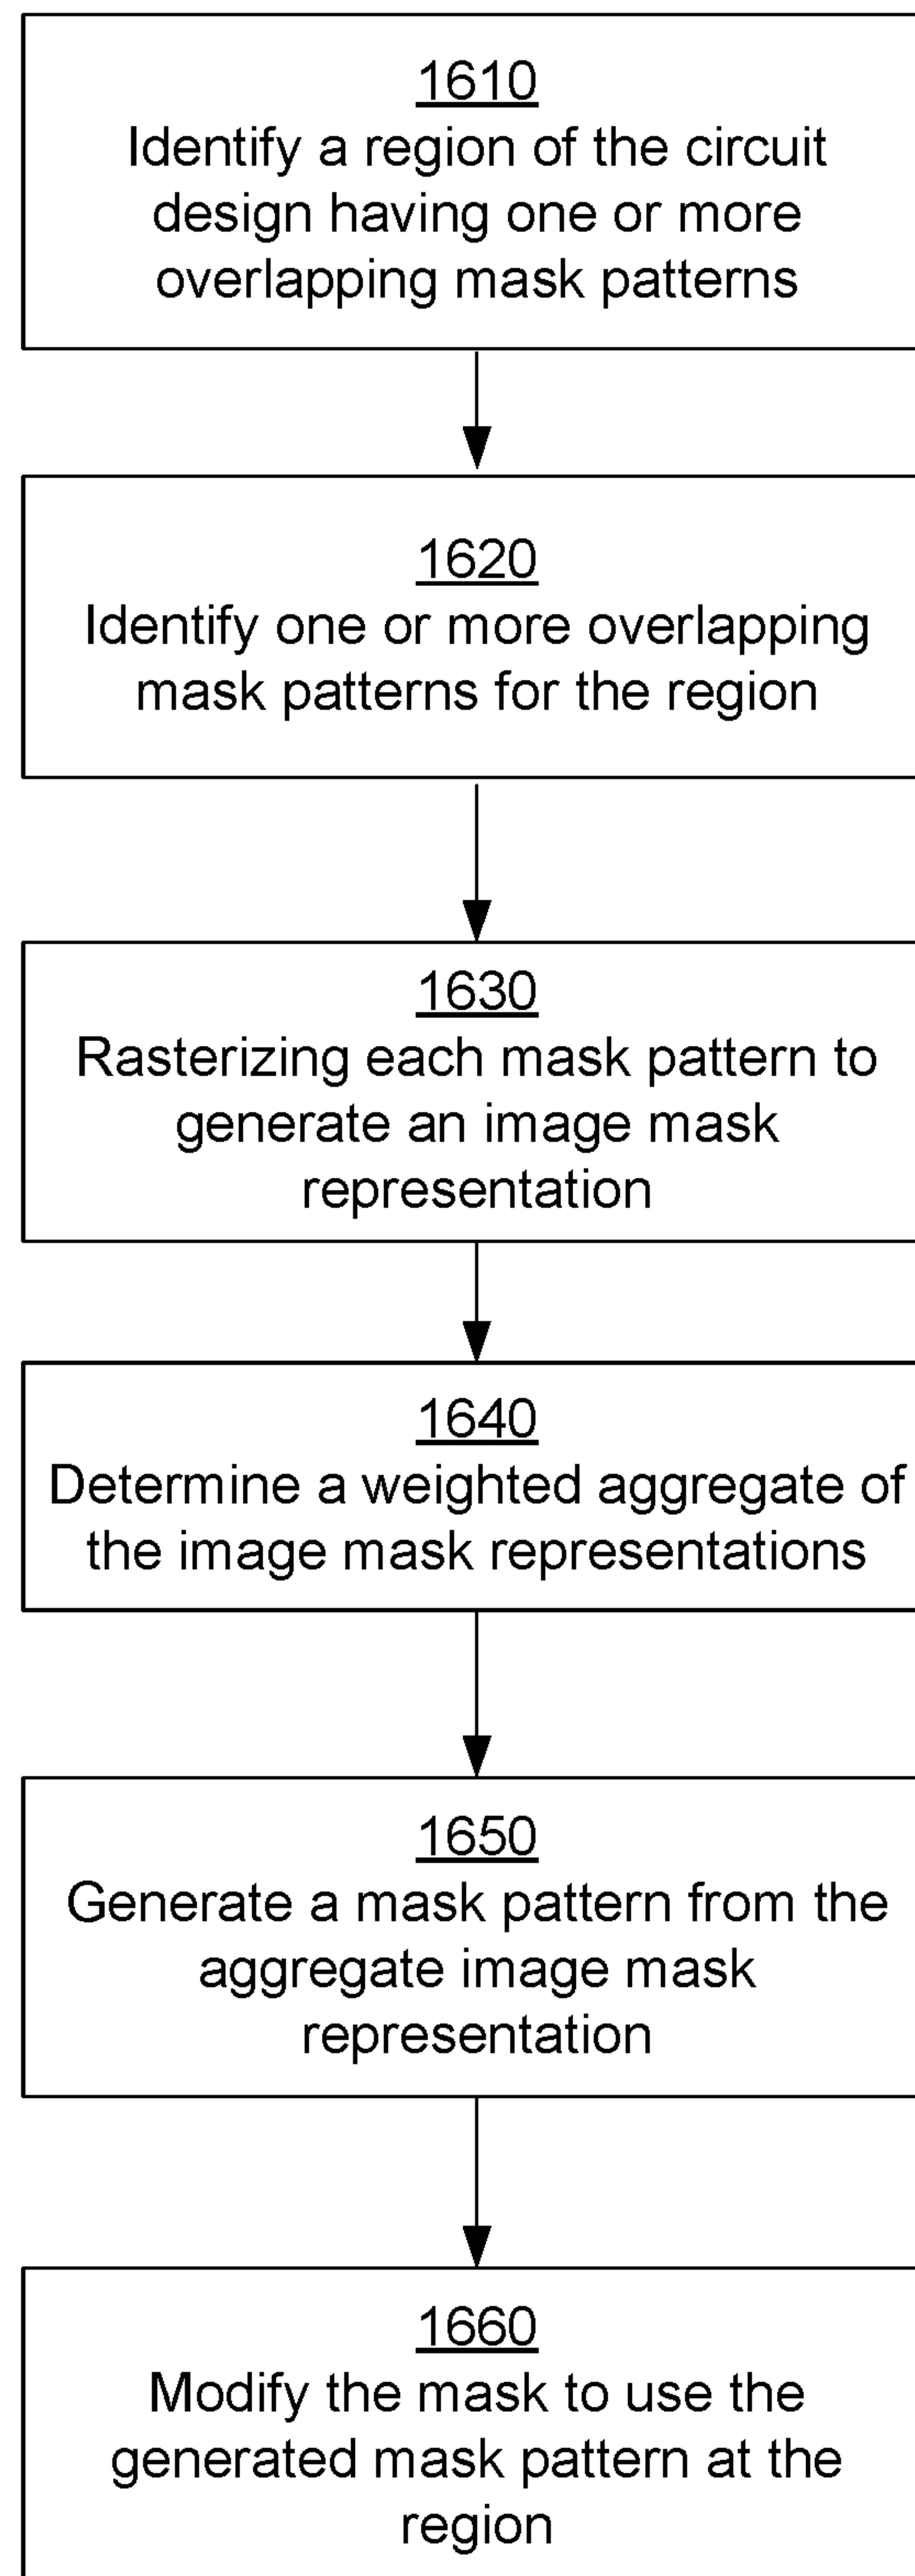 1610
Identify a region of the circuit
design having one or more
overlapping mask patterns
1620
Identify one or more overlapping
mask patterns for the region
1630
Rasterizing each mask pattern to
generate an image mask
representation
1640
Determine a weighted aggregate of
the image mask representations
1650
Generate a mask pattern from the
aggregate image mask
representation
1660
Modify the mask to use the
generated mask pattern at the
region